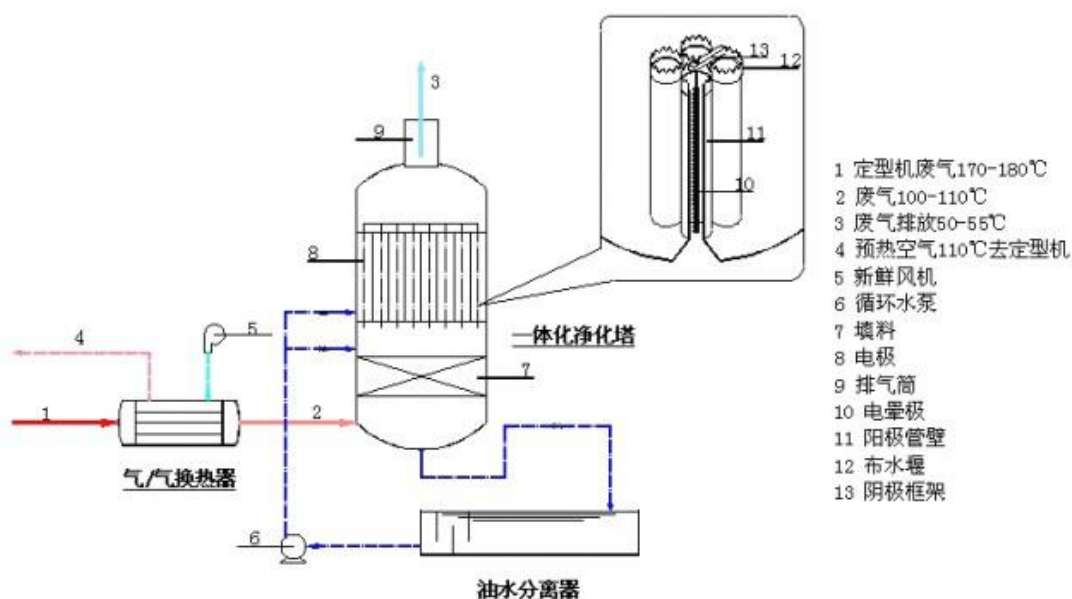 3
9
8
4
5
7
1
2
6
13
12
11
10
一体化净化塔
气/气换热器
油水分离器
1 定型机废气170-180℃
2 废气100-110℃
3 废气排放50-55℃
4 预热空气110℃去定型机
5 新鲜风机
6 循环水泵
7 填料
8 电极
9 排气筒
10 电晕极
11 阳极管壁
12 布水堰
13 阴极框架